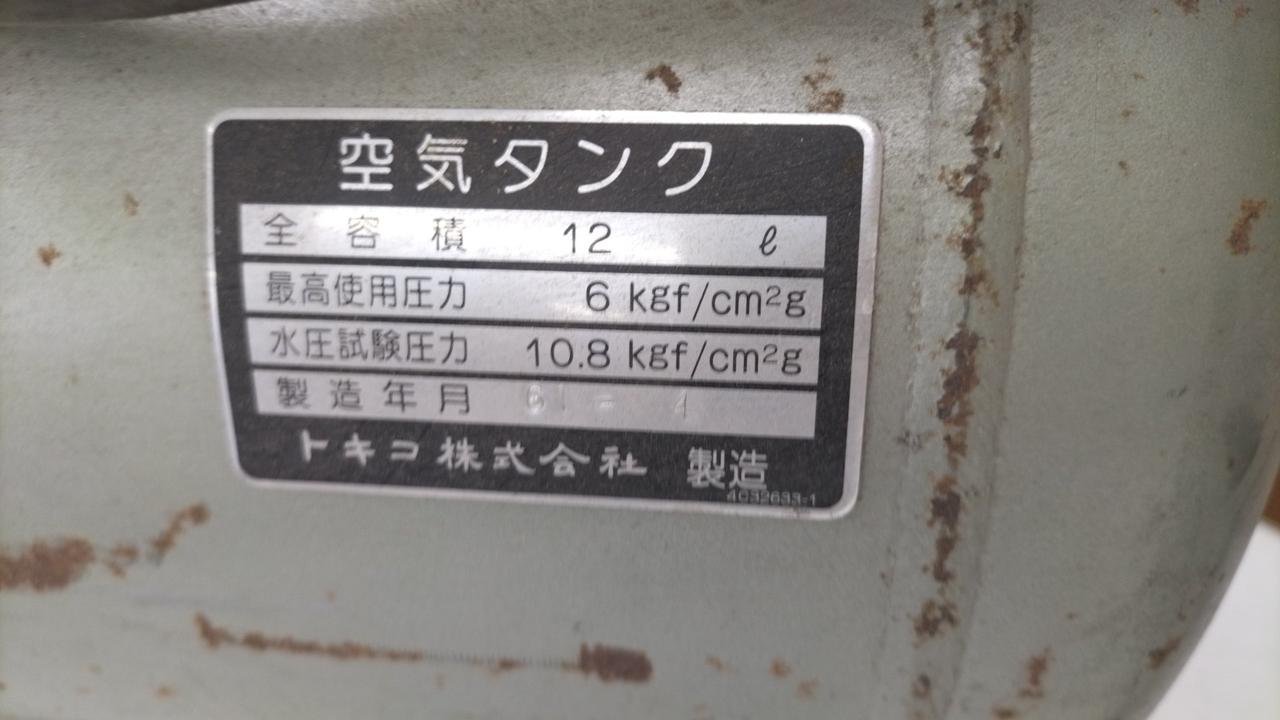 空気タンク
全容積 12 ℓ
最高使用圧力 6 kgf/cm²g
水圧試験圧力 10.8 kgf/cm²g
製造年月 61 - 4
トキコ株式会社 製造
4032633-1